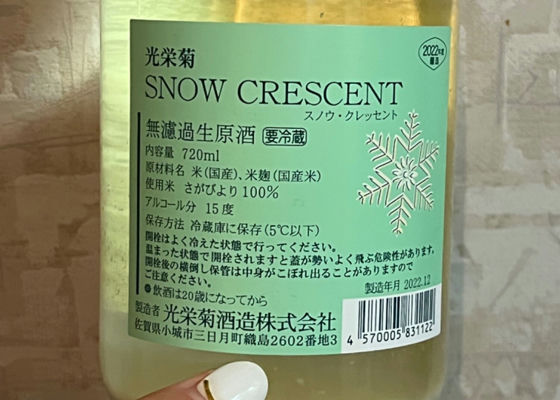 光栄菊
2022年度
醸造
SNOW CRESCENT
スノウ・クレッセント
無濾過生原酒 要冷蔵
内容量 720ml
原材料名 米(国産)、米麹(国産米)
使用米 さがびより100%
アルコール分 15度
保存方法 冷蔵庫に保存(5℃以下)
開栓はよく冷えた状態で行ってください。
温まった状態で開栓されますと蓋が勢いよく飛ぶ危険性があります。
開栓後の横倒し保管は中身がこぼれ出ることがありますので
ご注意ください。
製造年月 2022.12
飲酒は20歳になってから
製造者 光栄菊酒造株式会社
佐賀県小城市三日月町織島2602番地3
4 570005 831122